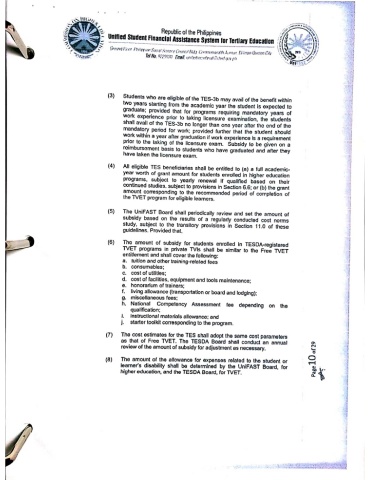 Republic of the Philippines
Unified Student Financial Assistance System for Tertiary Education
(3) Students who are eligible of the TES-3b may avail of the benefit within
two years starting from the academic year the student is expected to
graduate; provided that for programs requiring mandatory years of
work experience prior to taking licensure examination, the students
shall avail of the TES-3b no longer than one year after the end of the
mandatory period for work; provided further that the student should
work within a year after graduation if work experience is a requirement
prior to the taking of the licensure exam. Subsidy to be given on a
reimbursement basis to students who have graduated and after they
have taken the licensure exam.
(4) All eligible TES beneficiaries shall be entitled to (a) a full academic-
year worth of grant amount for students enrolled in higher education
programs, subject to yearly renewal if qualified based on their
continued studies, subject to provisions in Section 6.6; or (b) the grant
amount corresponding to the recommended period of completion of
the TVET program for eligible learners.
(5) The UniFAST Board shall periodically review and set the amount of
subsidy based on the results of a regularly conducted cost norms
study, subject to the transitory provisions in Section 11.0 of these
guidelines. Provided that.
(6) The amount of subsidy for students enrolled in TESDA-registered
TVET programs in private TVIs shall be similar to the Free TVET
entitlement and shall cover the following:
a. tuition and other training-related fees
b. consumables;
c. cost of utilities;
d. cost of facilities, equipment and tools maintenance;
e. honorarium of trainers;
f. living allowance (transportation or board and lodging);
g. miscellaneous fees;
h. National Competency Assessment fee depending on the
qualification;
i. instructional materials allowance; and
j. starter toolkit corresponding to the program.
(7) The cost estimates for the TES shall adopt the same cost parameters
as that of Free TVET. The TESDA Board shall conduct an annual
review of the amount of subsidy for adjustment as necessary.
(8) The amount of the allowance for expenses related to the student or
learner's disability shall be determined by the UniFAST Board, for
higher education, and the TESDA Board, for TVET.
Page 10 of 29